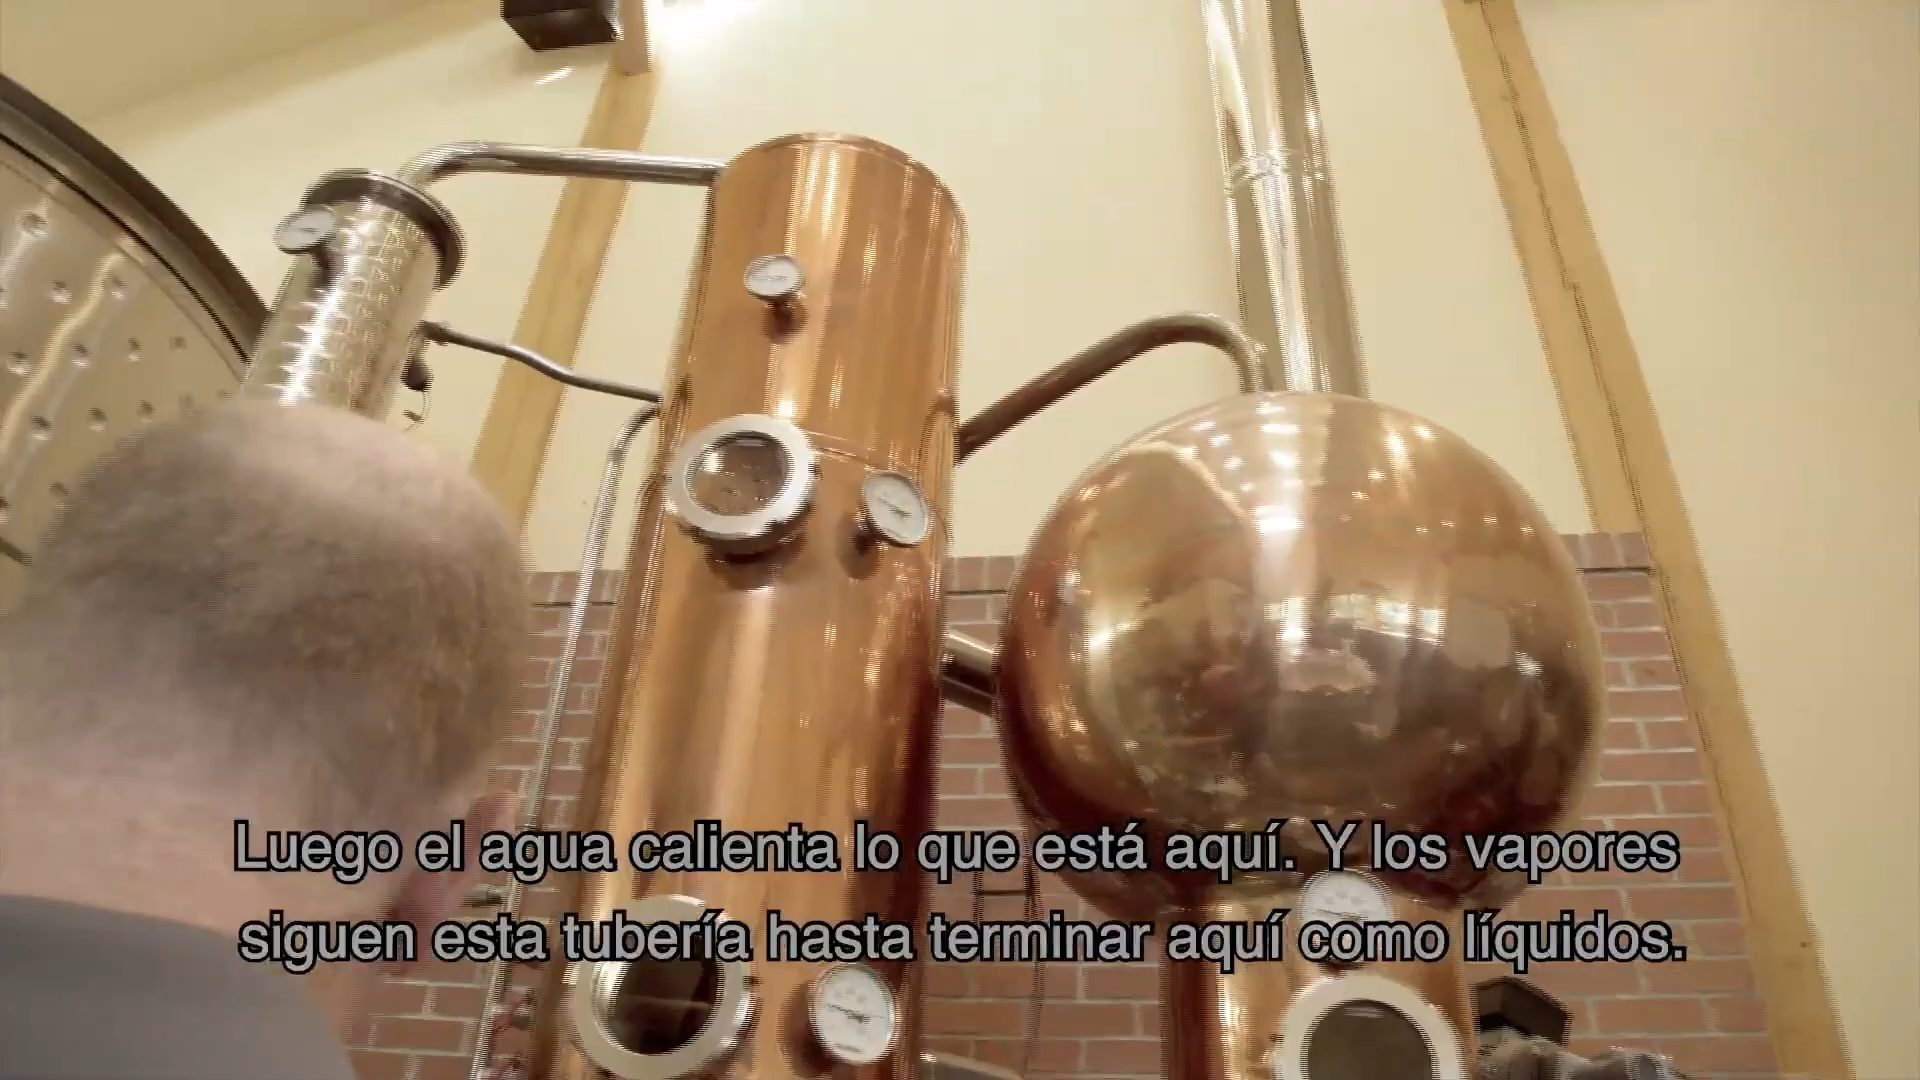 Luego el agua calienta lo que está aquí. Y los vapores
siguen esta tubería hasta terminar aquí como líquidos.